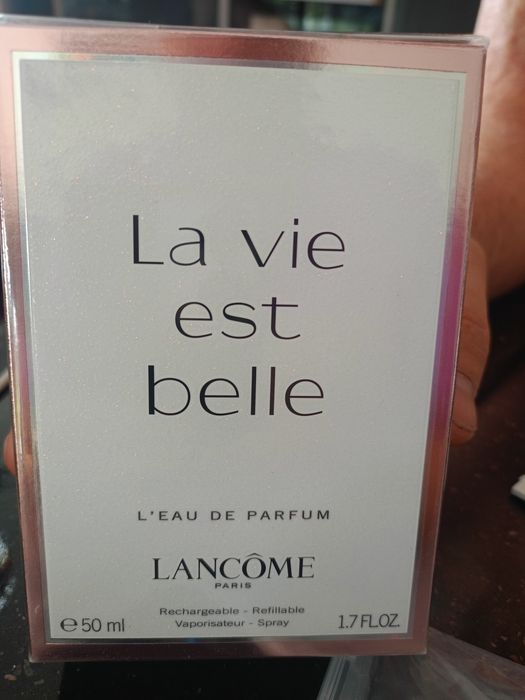 La vie
est
belle
L'EAU DE PARFUM
LANCÔME
PARIS
Rechargeable - Refillable
Vaporisateur - Spray
℮ 50 ml
1.7 FL.OZ.